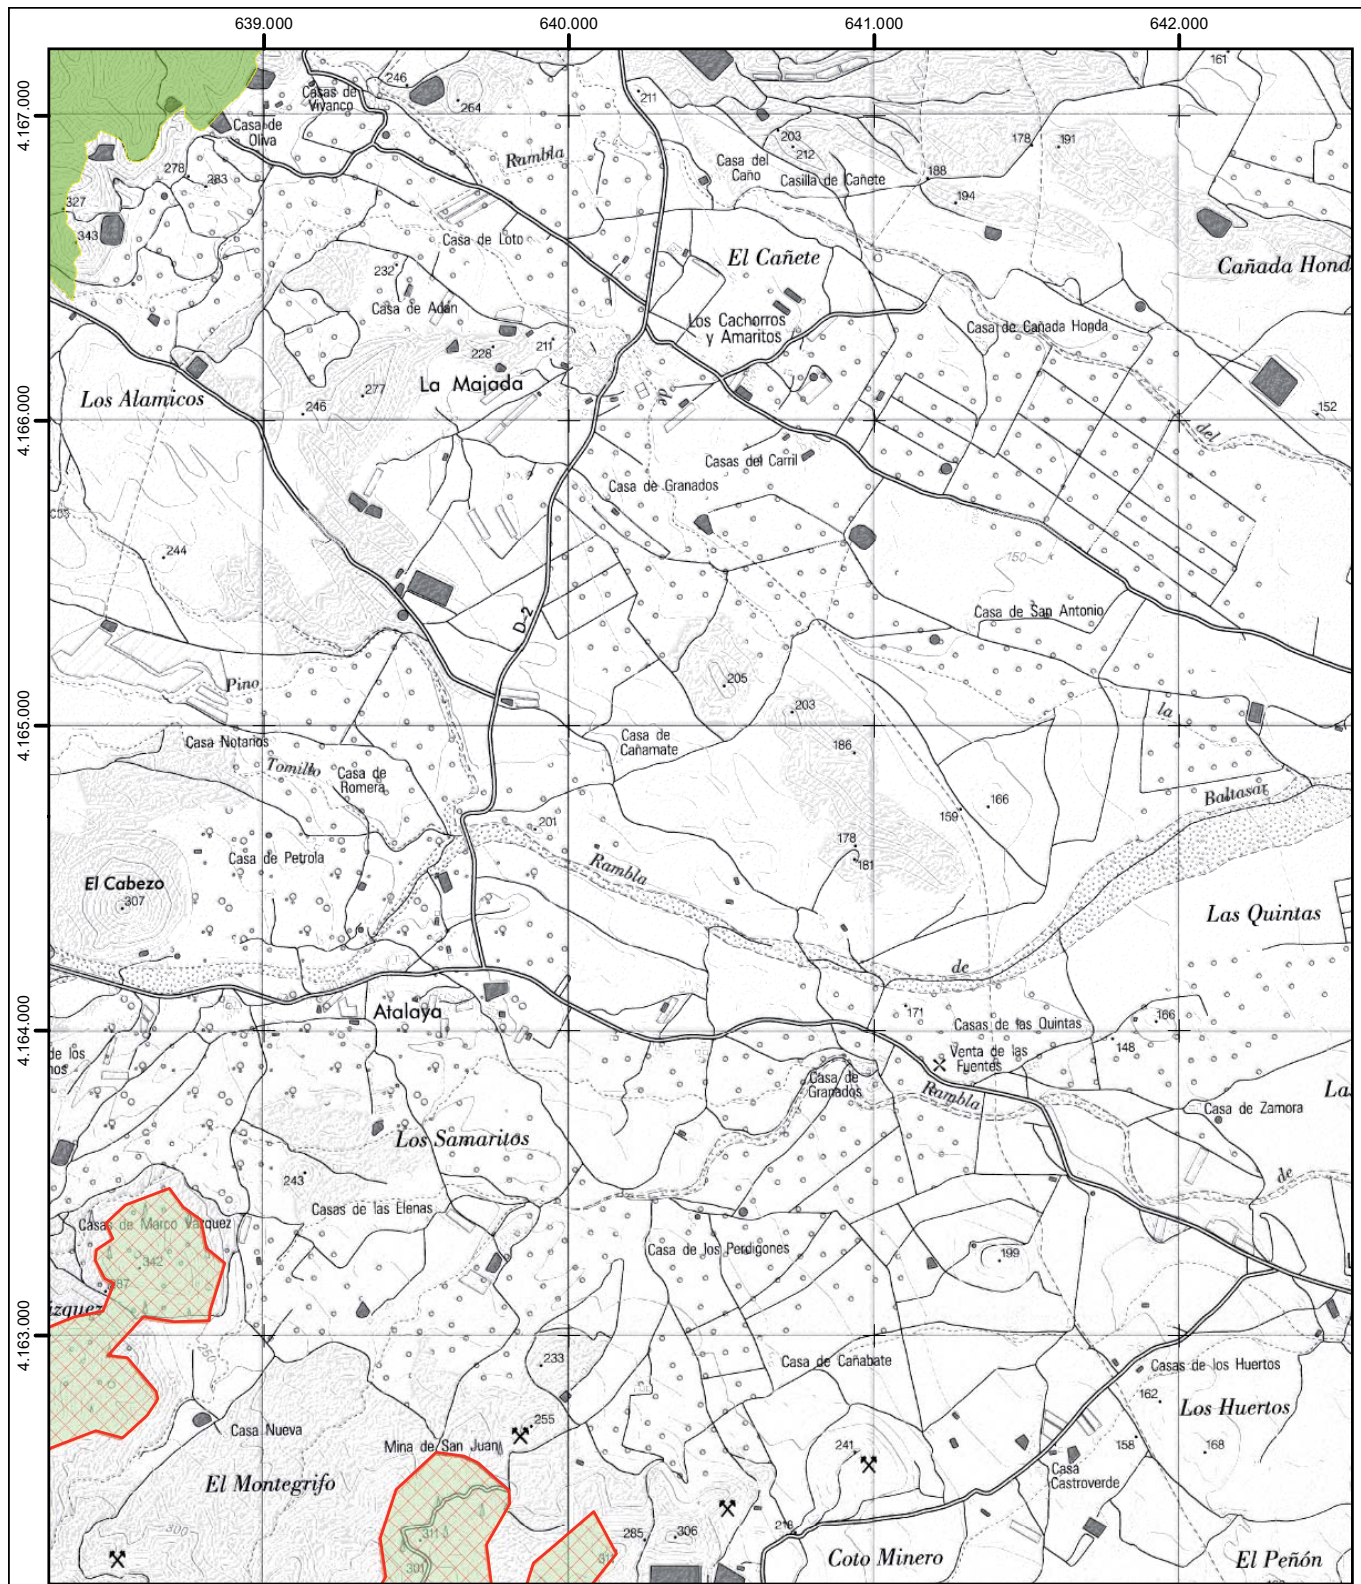 639.000 640.000 641.000 642.000
4.167.000
4.166.000
4.165.000
4.164.000
4.163.000
161
246
Casas de
Vivanco
264
211
Casa de
Oliva
203
212
178
191
Rambla
Casa del
Caño
Casilla de Cañete
188
278
283
194
327
343
Casa de Loto
El Cañete
Cañada Hond
232
Casa de Adán
Los Cachorros
y Amaritos
Casa de Cañada Honda
228
211
La Majada
277
246
Los Alamicos
de
152
del
Casas del Carril
Casa de Granados
244
150
D-2
Casa de San Antonio
Pino
205
203
la
Casa Notarios
Casa de
Cañamate
186
Tomillo
Casa de
Romera
Baltasar
166
159
201
178
181
Casa de Petrola
Rambla
El Cabezo
307
Las Quintas
de
Atalaya
171
Casas de las Quintas
166
148
de los
nos
Venta de las
Fuentes
Casa de
Granados
Rambla
La
Casa de Zamora
Los Samaritos
243
de
Casas de las Elenas
Casas de Marco Vázquez
342
287
Casa de los Perdigones
199
ízquez
250
233
Casa de Cañabate
Casas de los Huertos
162
Los Huertos
Casa Nueva
255
Mina de San Juan
241
158
168
El Montegrifo
Casa
Castroverde
300
311
301
311
285
306
218
Coto Minero
El Peñón